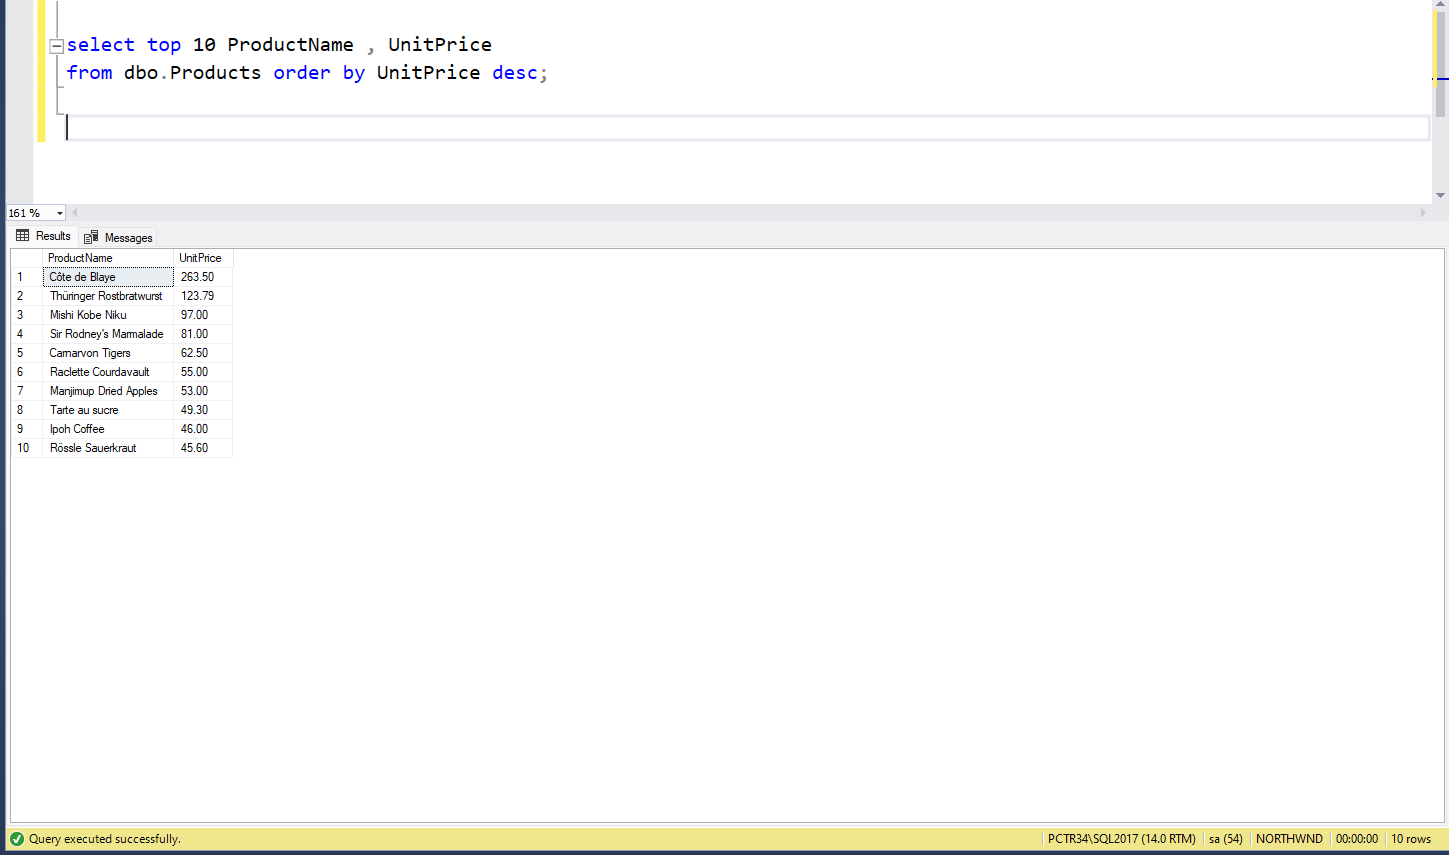 select top 10 ProductName , UnitPrice
from dbo.Products order by UnitPrice desc;
161 %
Results Messages
ProductName UnitPrice
1 Côte de Blaye 263.50
2 Thüringer Rostbratwurst 123.79
3 Mishi Kobe Niku 97.00
4 Sir Rodney's Marmalade 81.00
5 Carnarvon Tigers 62.50
6 Raclette Courdavault 55.00
7 Manjimup Dried Apples 53.00
8 Tarte au sucre 49.30
9 Ipoh Coffee 46.00
10 Rössle Sauerkraut 45.60
Query executed successfully. PCTR34\SQL2017 (14.0 RTM) sa (54) NORTHWND 00:00:00 10 rows